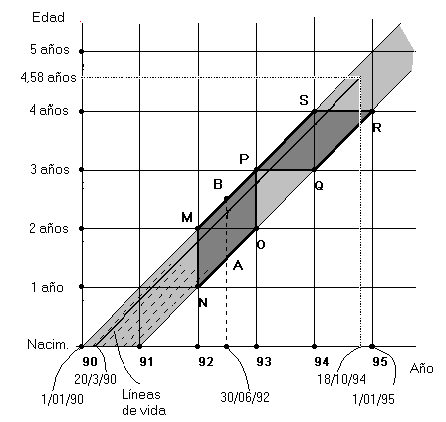 Edad
5 años
4,58 años
4 años
S
R
P
3 años
B
Q
M
2 años
O
A
1 año
N
Nacim.
90 91 92 93 94 95
Año
20/3/90
Líneas
de vida
18/10/94
1/01/90
30/06/92
1/01/95